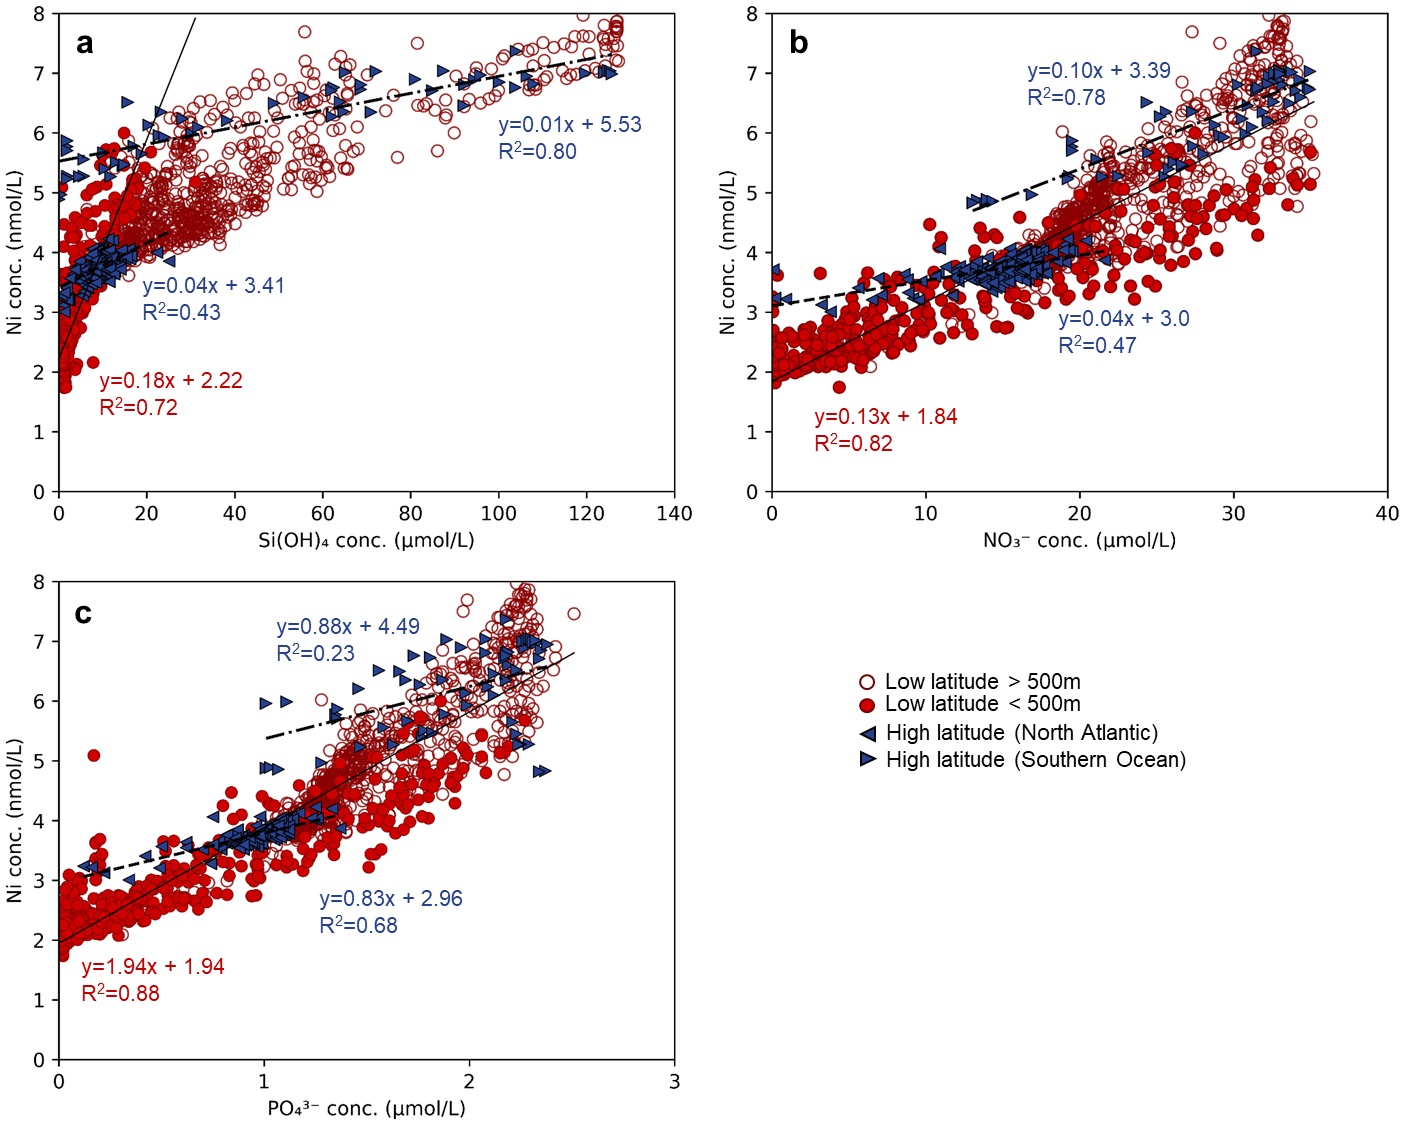 a
y=0.01x + 5.53
R²=0.80
y=0.04x + 3.41
R²=0.43
y=0.18x + 2.22
R²=0.72
8
7
6
5
4
3
2
1
0
Ni conc. (nmol/L)
0 20 40 60 80 100 120 140
Si(OH)₄ conc. (μmol/L)
b
y=0.10x + 3.39
R²=0.78
y=0.04x + 3.0
R²=0.47
y=0.13x + 1.84
R²=0.82
8
7
6
5
4
3
2
1
0
Ni conc. (nmol/L)
0 10 20 30 40
NO₃⁻ conc. (μmol/L)
c
y=0.88x + 4.49
R²=0.23
y=0.83x + 2.96
R²=0.68
y=1.94x + 1.94
R²=0.88
8
7
6
5
4
3
2
1
0
Ni conc. (nmol/L)
0 1 2 3
PO₄³⁻ conc. (μmol/L)
Low latitude > 500m
Low latitude < 500m
High latitude (North Atlantic)
High latitude (Southern Ocean)